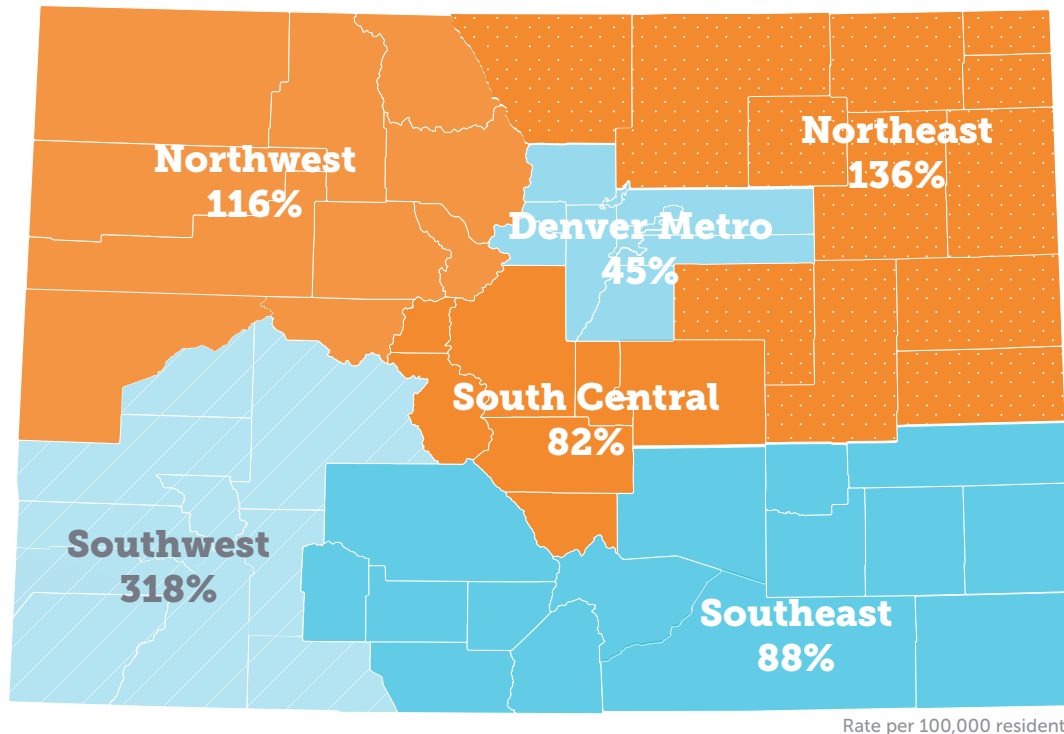 Northwest
116%
Northeast
136%
Denver Metro
45%
South Central
82%
Southwest
318%
Southeast
88%
Rate per 100,000 resident